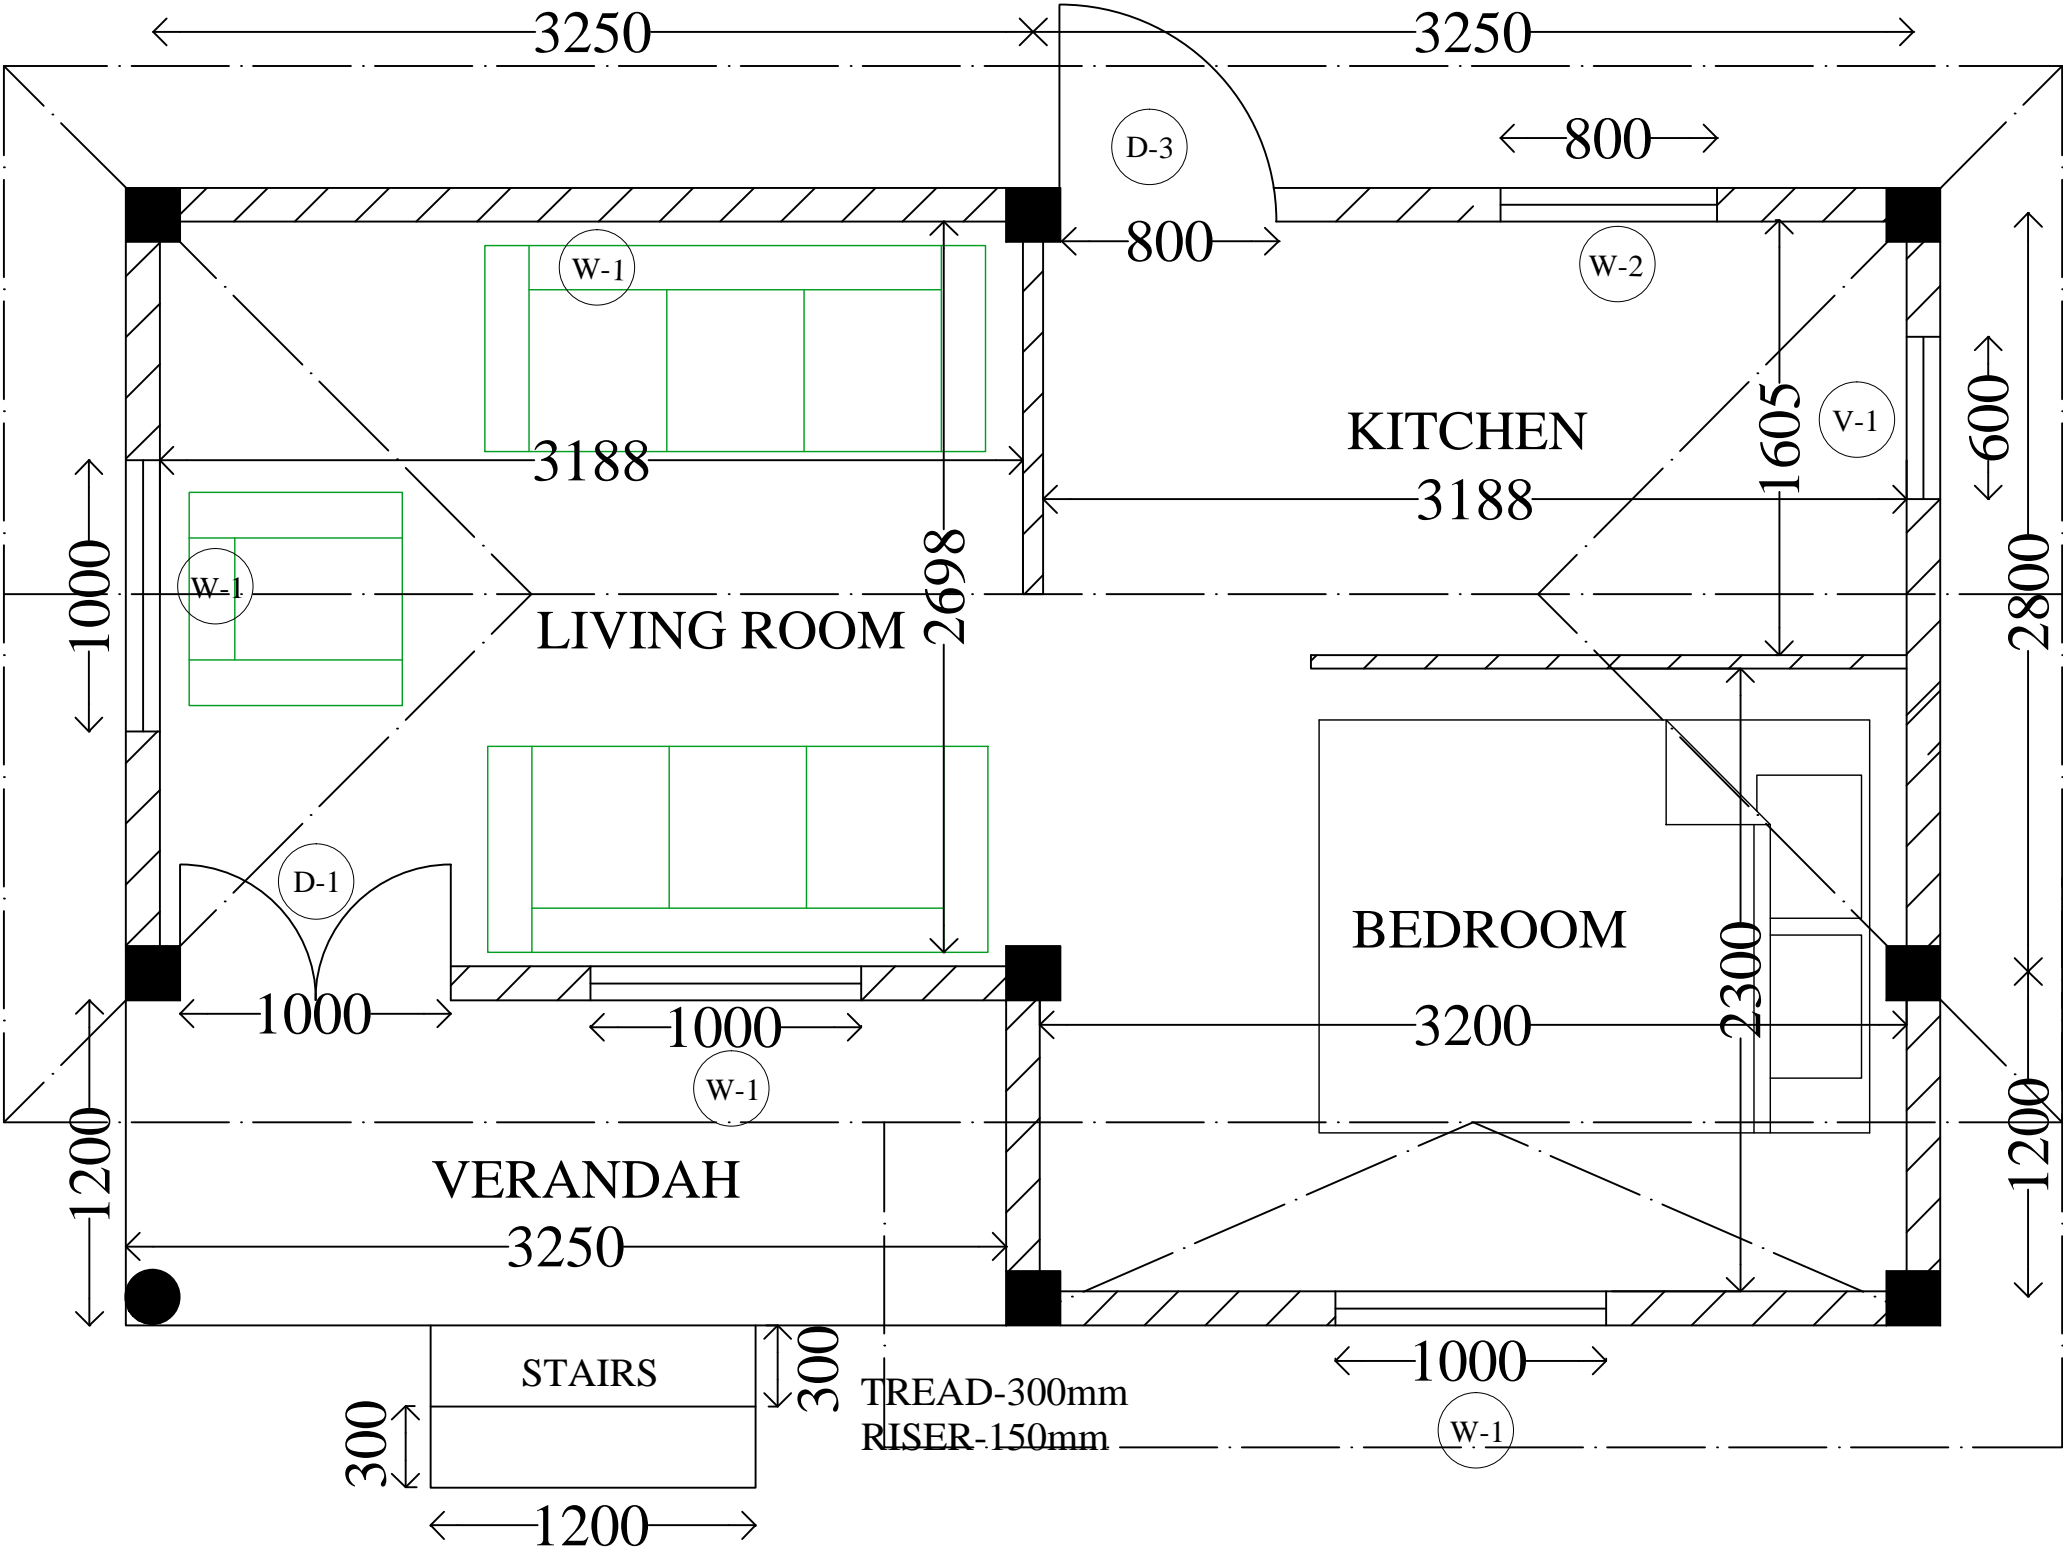 3250
3250
D-3
800
800
W-1
W-2
KITCHEN
1605
V-1
600
3188
3188
1000
W-1
LIVING ROOM
2698
2800
D-1
BEDROOM
2300
1000
1000
3200
W-1
1200
1200
VERANDAH
3250
STAIRS
300
TREAD-300mm
RISER-150mm
1000
W-1
300
1200